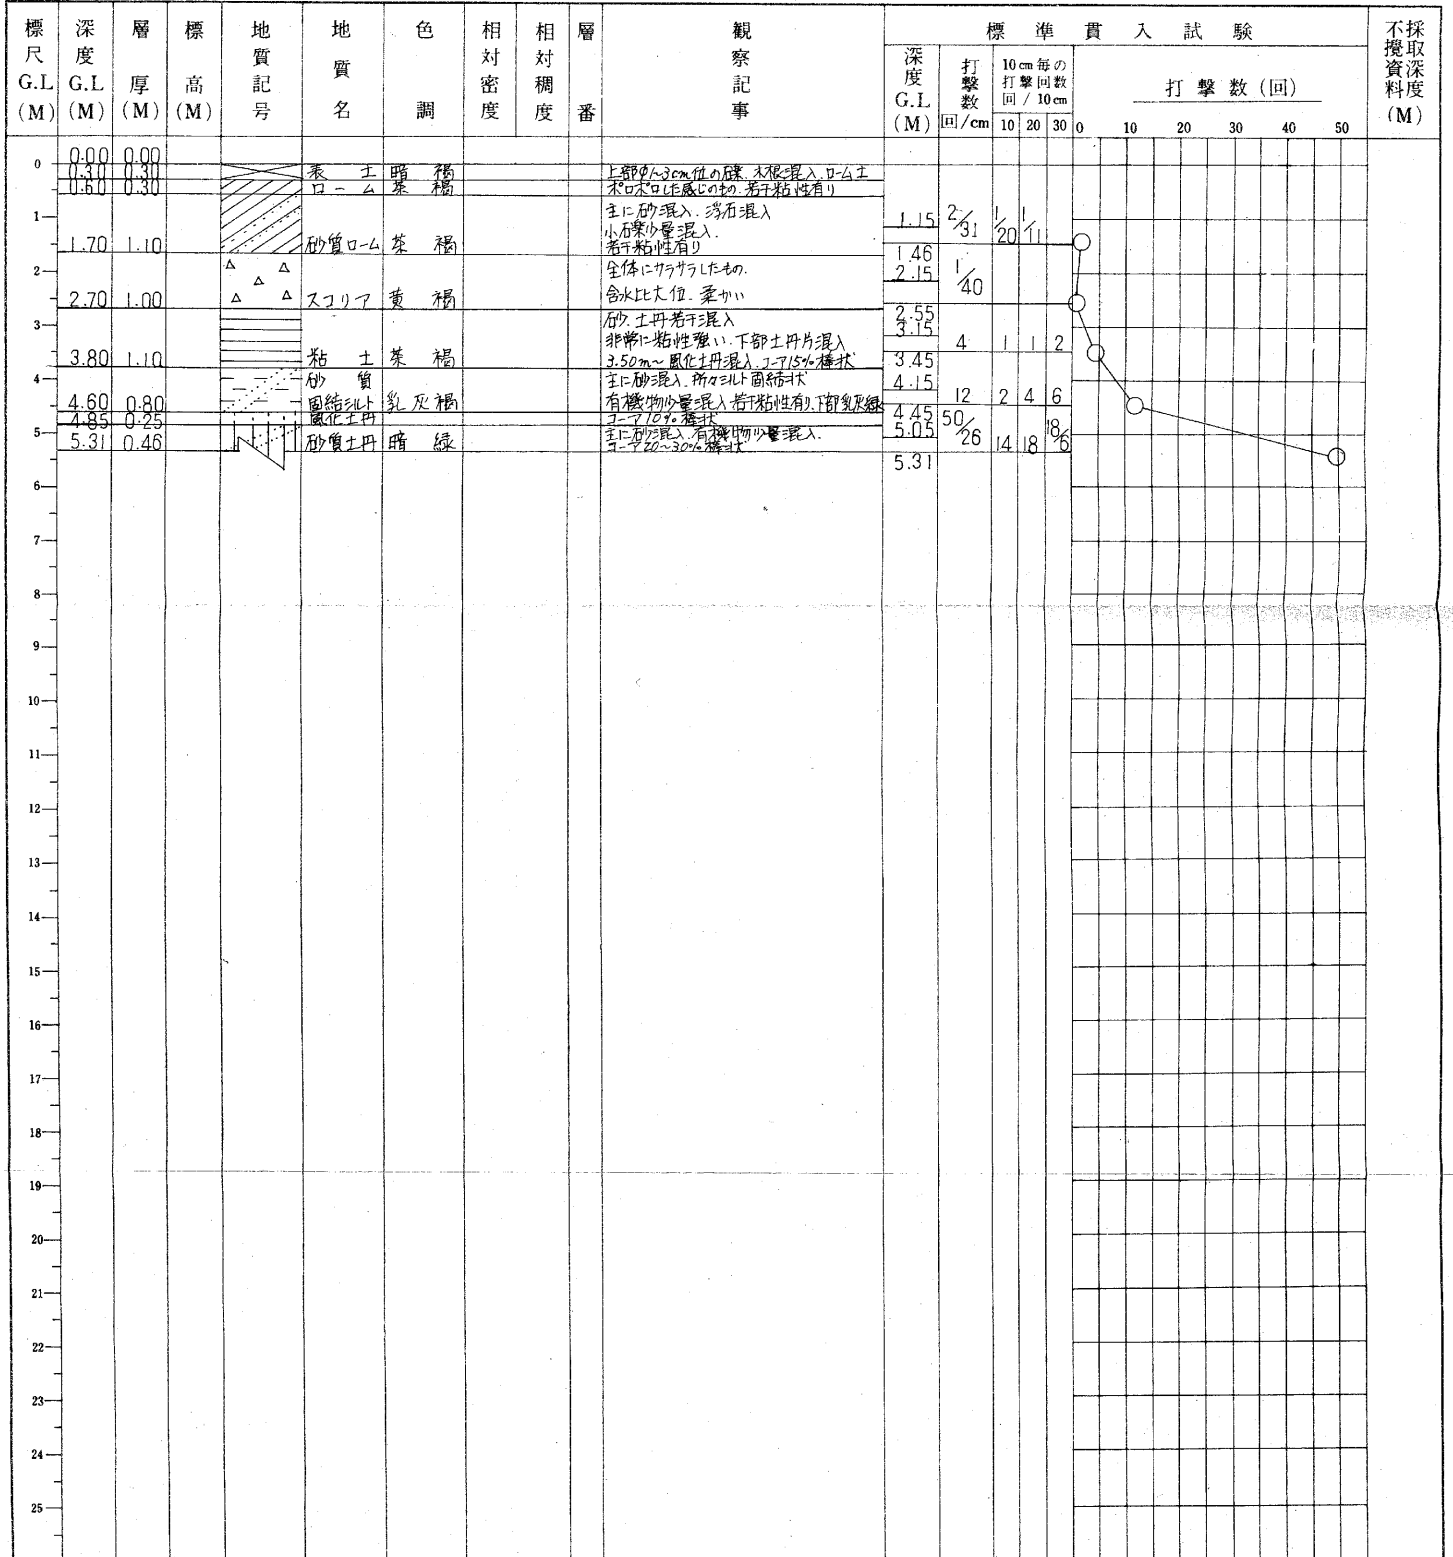 標尺 G.L (M)
深度 G.L (M)
層厚 (M)
標高 (M)
地質記号
地質名
色調
相対密度
相対稠度
層番
観察記事
標準貫入試験
深度 G.L (M)
打撃数 回/cm
10cm毎の打撃回数 回/10cm
10 20 30
打撃数(回)
0 10 20 30 40 50
不攪資料採取深度 (M)
0.00 0.00
0.30 0.30 表土 暗褐 上部φ1~3cm位の礫、木根混入、ローム土
0.60 0.30 ローム 茶褐 ボロボロした感じのもの、若干粘性有り
主に砂混入、浮石混入
小石礫少量混入、
1.70 1.10 砂質ローム 茶褐 若干粘性有り
1.15 2/31 1/20 1/11
1.46
全体にサラサラしたもの、
2.70 1.00 スコリア 黄褐 含水比大位、柔かい
2.15 1/40
2.55
砂、土丹若干混入
非常に粘性強い、下部土丹片混入
3.80 1.10 粘土 茶褐 3.50m~風化土丹混入、コーア15%棒状
3.15 4 1 1 2
3.45
主に砂混入、所々シルト固結状
4.60 0.80 砂質固結シルト 乳灰褐 有機物少量混入、若干粘性有り、下部乳灰緑
4.15 12 2 4 6
4.45
4.85 0.25 風化土丹 コーア10%棒状
主に砂混入、有機物少量混入、
5.31 0.46 砂質土丹 暗緑 コーア20~30%棒状
5.05 50/26 14 18 18/6
5.31
0
1
2
3
4
5
6
7
8
9
10
11
12
13
14
15
16
17
18
19
20
21
22
23
24
25